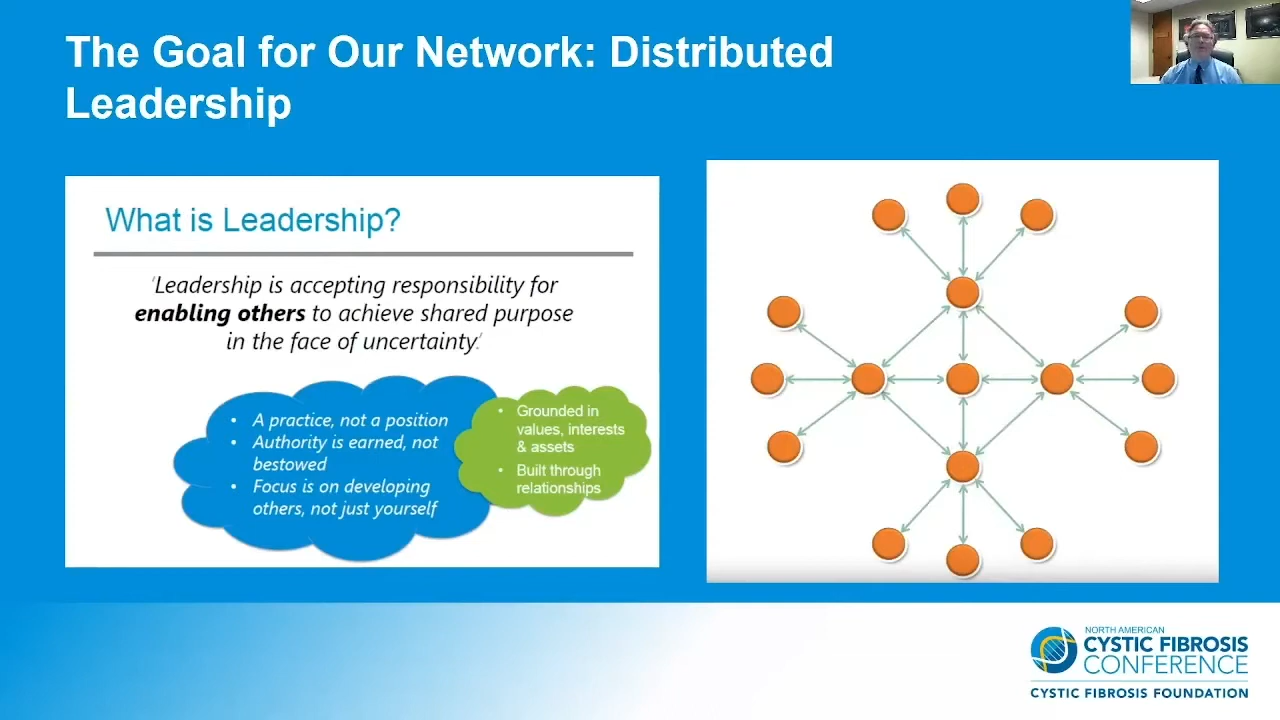 The Goal for Our Network: Distributed
Leadership
What is Leadership?
'Leadership is accepting responsibility for
enabling others to achieve shared purpose
in the face of uncertainty.'
• A practice, not a position
• Authority is earned, not
bestowed
• Focus is on developing
others, not just yourself
• Grounded in
values, interests
& assets
• Built through
relationships
NORTH AMERICAN
CYSTIC FIBROSIS
CONFERENCE
CYSTIC FIBROSIS FOUNDATION